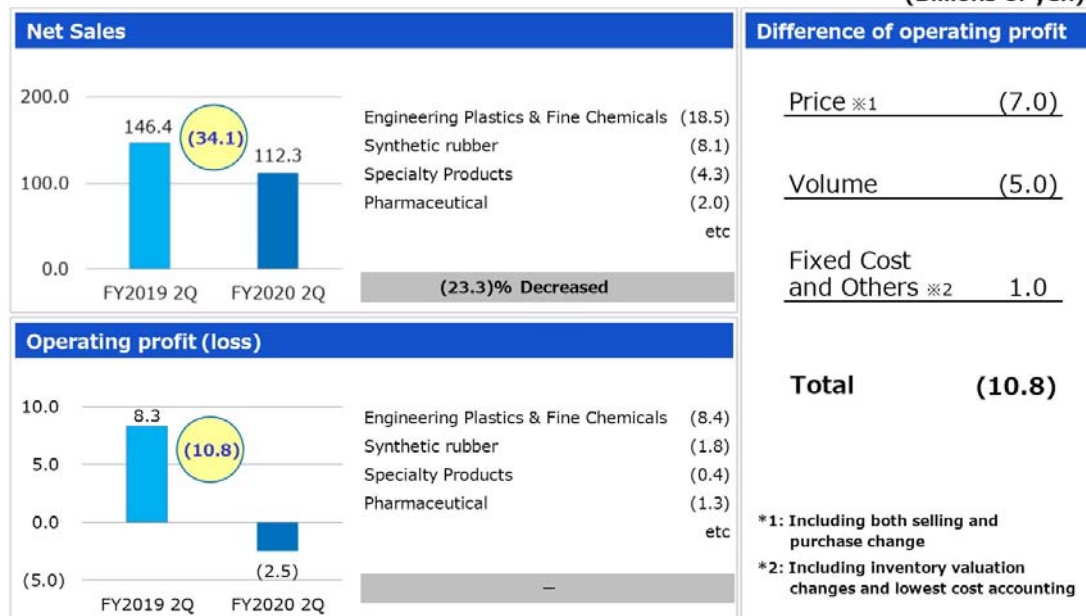 (Billions of yen)
Net Sales
200.0
100.0
0.0
146.4
(34.1)
112.3
FY2019 2Q FY2020 2Q
Engineering Plastics & Fine Chemicals (18.5)
Synthetic rubber (8.1)
Specialty Products (4.3)
Pharmaceutical (2.0)
etc
(23.3)% Decreased
Operating profit (loss)
10.0
5.0
0.0
(5.0)
8.3
(10.8)
(2.5)
FY2019 2Q FY2020 2Q
Engineering Plastics & Fine Chemicals (8.4)
Synthetic rubber (1.8)
Specialty Products (0.4)
Pharmaceutical (1.3)
etc
–
Difference of operating profit
Price ※1 (7.0)
Volume (5.0)
Fixed Cost
and Others ※2 1.0
Total (10.8)
*1: Including both selling and
purchase change
*2: Including inventory valuation
changes and lowest cost accounting